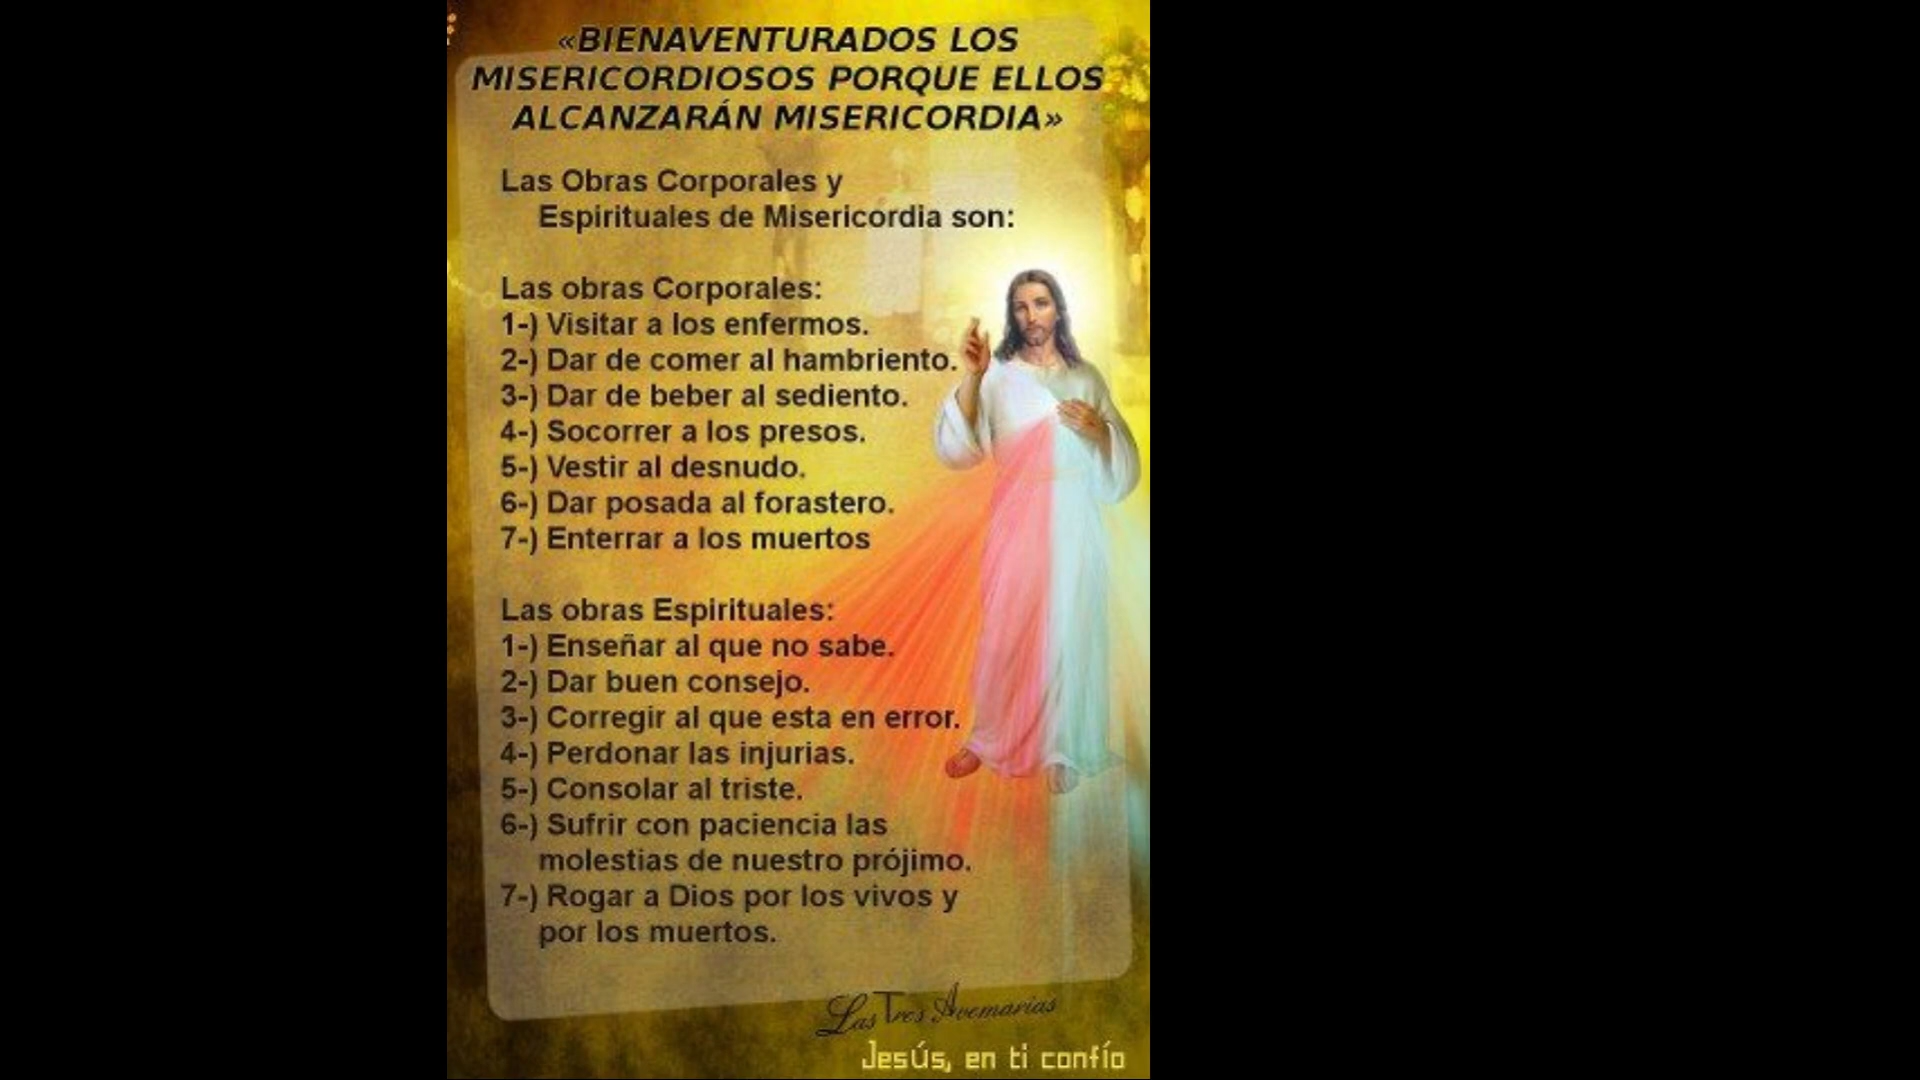 «BIENAVENTURADOS LOS
MISERICORDIOSOS PORQUE ELLOS
ALCANZARÁN MISERICORDIA»
Las Obras Corporales y
Espirituales de Misericordia son:
Las obras Corporales:
1-) Visitar a los enfermos.
2-) Dar de comer al hambriento.
3-) Dar de beber al sediento.
4-) Socorrer a los presos.
5-) Vestir al desnudo.
6-) Dar posada al forastero.
7-) Enterrar a los muertos
Las obras Espirituales:
1-) Enseñar al que no sabe.
2-) Dar buen consejo.
3-) Corregir al que esta en error.
4-) Perdonar las injurias.
5-) Consolar al triste.
6-) Sufrir con paciencia las
molestias de nuestro prójimo.
7-) Rogar a Dios por los vivos y
por los muertos.
Las Tres Avemarías
Jesús, en ti confío